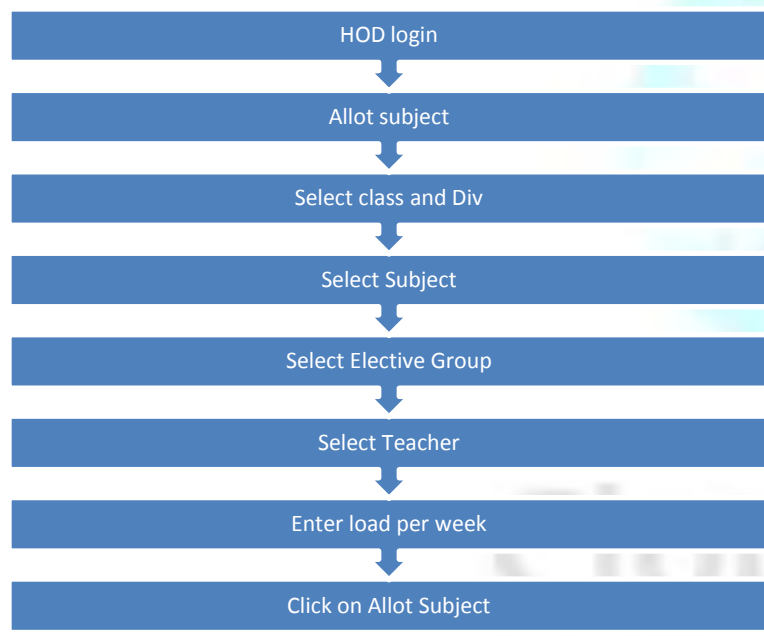 HOD login
Allot subject
Select class and Div
Select Subject
Select Elective Group
Select Teacher
Enter load per week
Click on Allot Subject